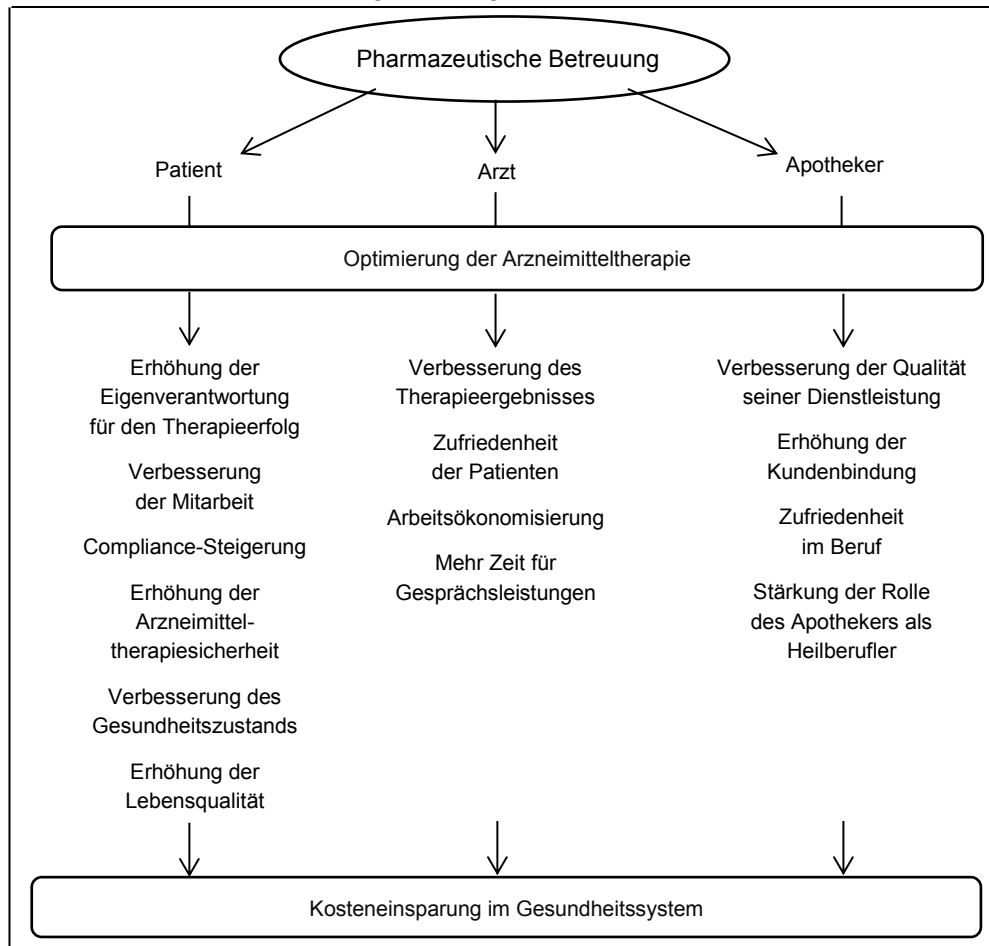 Pharmazeutische Betreuung
Patient
Arzt
Apotheker
Optimierung der Arzneimitteltherapie
Erhöhung der
Eigenverantwortung
für den Therapieerfolg
Verbesserung
der Mitarbeit
Compliance-Steigerung
Erhöhung der
Arzneimittel-
therapiesicherheit
Verbesserung des
Gesundheitszustands
Erhöhung der
Lebensqualität
Verbesserung des
Therapieergebnisses
Zufriedenheit
der Patienten
Arbeitsökonomisierung
Mehr Zeit für
Gesprächsleistungen
Verbesserung der Qualität
seiner Dienstleistung
Erhöhung der
Kundenbindung
Zufriedenheit
im Beruf
Stärkung der Rolle
des Apothekers als
Heilberufler
Kosteneinsparung im Gesundheitssystem